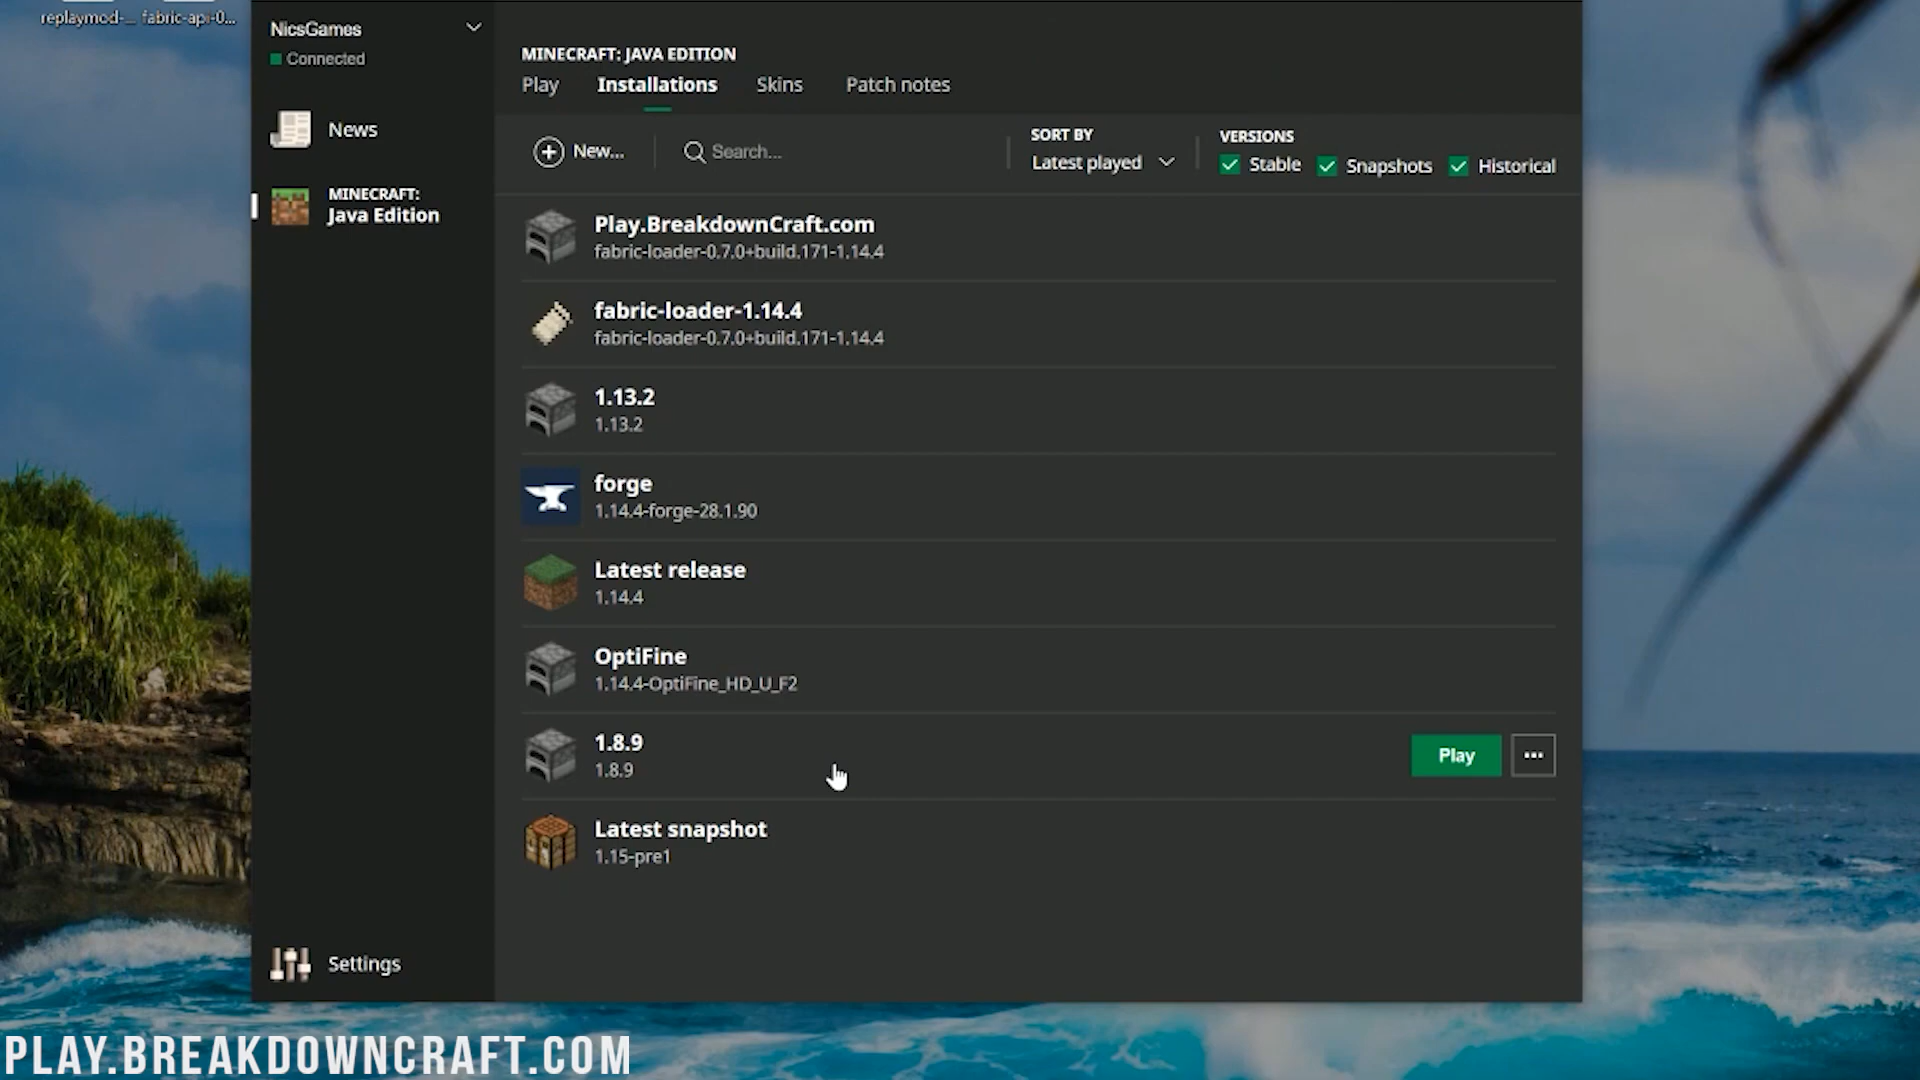 replaymod-... fabric-api-0...
NicsGames
Connected
News
MINECRAFT:
Java Edition
Settings
MINECRAFT: JAVA EDITION
Play Installations Skins Patch notes
New... Search...
SORT BY
Latest played
VERSIONS
Stable Snapshots Historical
Play.BreakdownCraft.com
fabric-loader-0.7.0+build.171-1.14.4
fabric-loader-1.14.4
fabric-loader-0.7.0+build.171-1.14.4
1.13.2
1.13.2
forge
1.14.4-forge-28.1.90
Latest release
1.14.4
OptiFine
1.14.4-OptiFine_HD_U_F2
1.8.9
1.8.9
Play ...
Latest snapshot
1.15-pre1
PLAY.BREAKDOWNCRAFT.COM